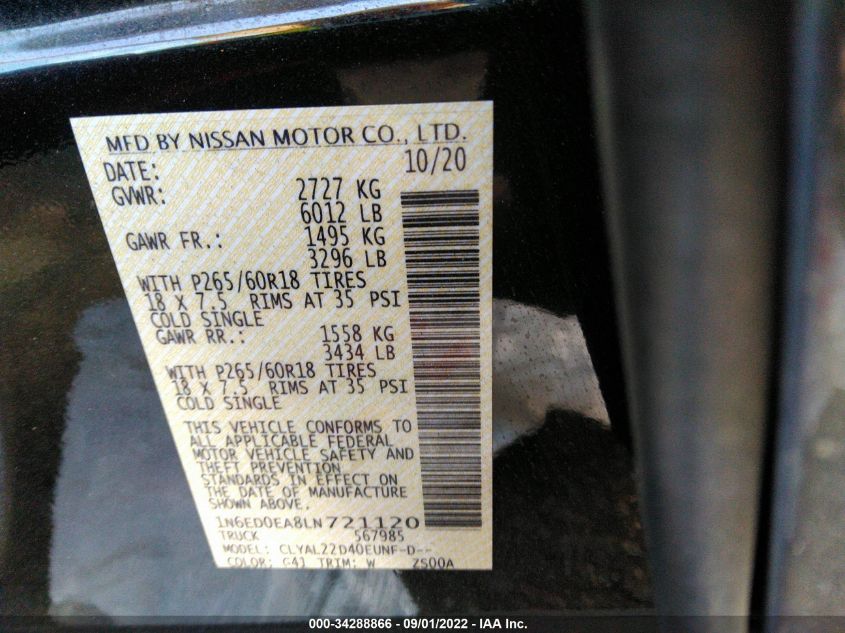 MFD BY NISSAN MOTOR CO., LTD.
DATE: 10/20
GVWR: 2727 KG
6012 LB
GAWR FR.: 1495 KG
3296 LB
WITH P265/60R18 TIRES
18 X 7.5 RIMS AT 35 PSI
COLD SINGLE
GAWR RR.: 1558 KG
3434 LB
WITH P265/60R18 TIRES
18 X 7.5 RIMS AT 35 PSI
COLD SINGLE
THIS VEHICLE CONFORMS TO
ALL APPLICABLE FEDERAL
MOTOR VEHICLE SAFETY AND
THEFT PREVENTION
STANDARDS IN EFFECT ON
THE DATE OF MANUFACTURE
SHOWN ABOVE.
1N6ED0EA8LN721120
TRUCK 567985
MODEL: CLYAL22D40EUNF-D--
COLOR: G41 TRIM: W 2S00A
000-34288866 - 09/01/2022 - IAA Inc.